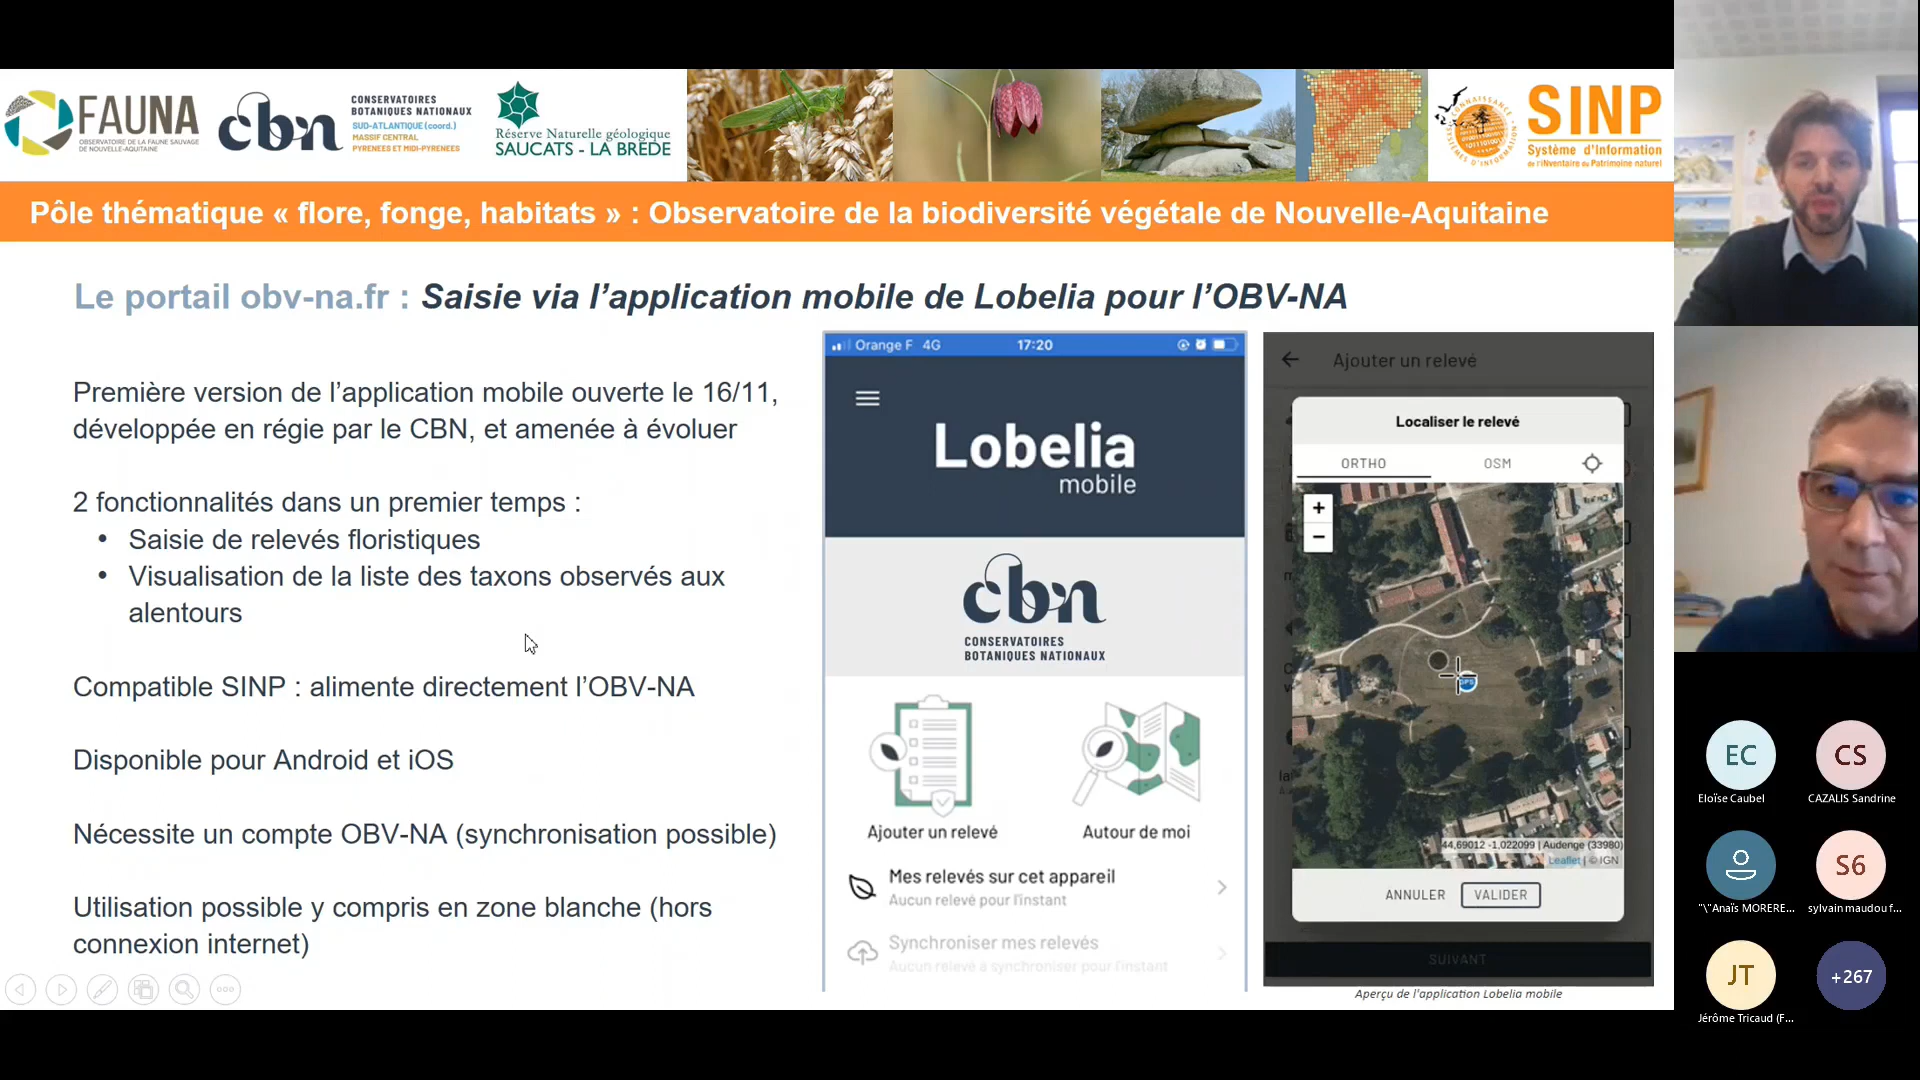 FAUNA
OBSERVATOIRE DE LA FAUNE SAUVAGE
DE NOUVELLE-AQUITAINE
cbn
CONSERVATOIRES
BOTANIQUES NATIONAUX
SUD-ATLANTIQUE (coord.)
MASSIF CENTRAL
PYRENEES ET MIDI-PYRENEES
Réserve Naturelle géologique
SAUCATS - LA BRÈDE
SINP
Système d'Information
de l'iNventaire du Patrimoine naturel
Pôle thématique « flore, fonge, habitats » : Observatoire de la biodiversité végétale de Nouvelle-Aquitaine
Le portail obv-na.fr : Saisie via l’application mobile de Lobelia pour l’OBV-NA
Première version de l’application mobile ouverte le 16/11,
développée en régie par le CBN, et amenée à évoluer
2 fonctionnalités dans un premier temps :
• Saisie de relevés floristiques
• Visualisation de la liste des taxons observés aux
alentours
Compatible SINP : alimente directement l’OBV-NA
Disponible pour Android et iOS
Nécessite un compte OBV-NA (synchronisation possible)
Utilisation possible y compris en zone blanche (hors
connexion internet)
Orange F 4G 17:20
Lobelia
mobile
cbn
CONSERVATOIRES
BOTANIQUES NATIONAUX
Ajouter un relevé
Autour de moi
Mes relevés sur cet appareil
Aucun relevé pour l'instant
Synchroniser mes relevés
Aucun relevé à synchroniser pour l'instant
Ajouter un relevé
Localiser le relevé
ORTHO OSM
+
−
44,69012 -1,022099 | Audenge (33980)
Leaflet | © IGN
ANNULER VALIDER
SUIVANT
Aperçu de l'application Lobelia mobile
EC
Eloïse Caubel
CS
CAZALIS Sandrine
"\"Anaïs MORERE...
S6
sylvain maudou f...
JT
Jérôme Tricaud (F...
+267